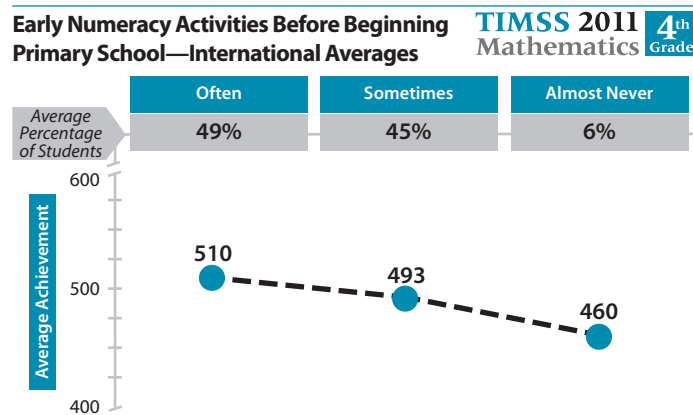 Early Numeracy Activities Before Beginning
Primary School—International Averages
TIMSS 2011
Mathematics
4th
Grade
Often
Sometimes
Almost Never
Average
Percentage
of Students
49%
45%
6%
Average Achievement
600
500
400
510
493
460